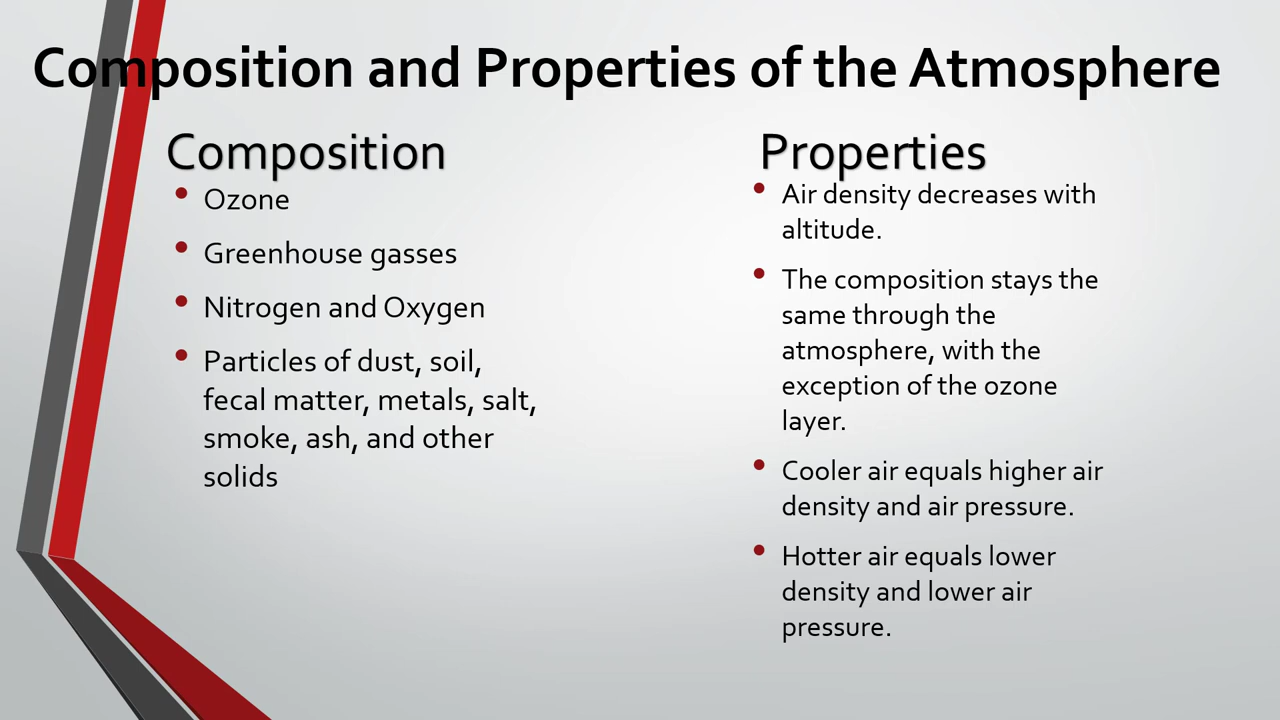 Composition and Properties of the Atmosphere
Composition
Ozone
Greenhouse gasses
Nitrogen and Oxygen
Particles of dust, soil,
fecal matter, metals, salt,
smoke, ash, and other
solids
Properties
Air density decreases with
altitude.
The composition stays the
same through the
atmosphere, with the
exception of the ozone
layer.
Cooler air equals higher air
density and air pressure.
Hotter air equals lower
density and lower air
pressure.